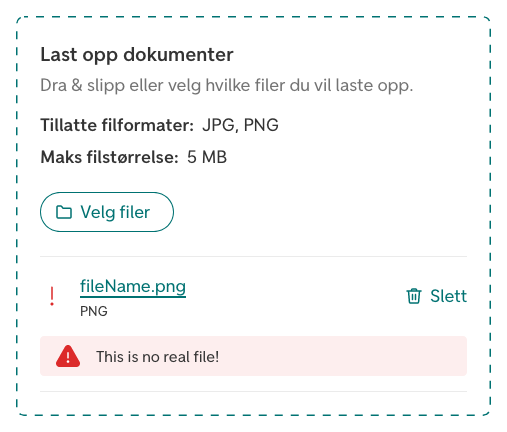 Last opp dokumenter
Dra & slipp eller velg hvilke filer du vil laste opp.
Tillatte filformater: JPG, PNG
Maks filstørrelse: 5 MB
Velg filer
fileName.png
Slett
PNG
This is no real file!